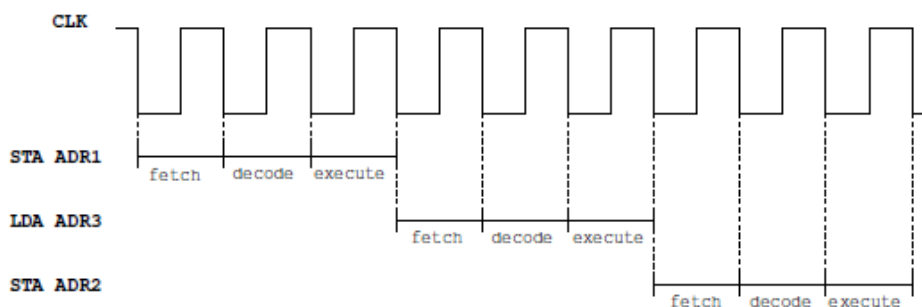 CLK
STA ADR1
fetch decode execute
LDA ADR3
fetch decode execute
STA ADR2
fetch decode execute